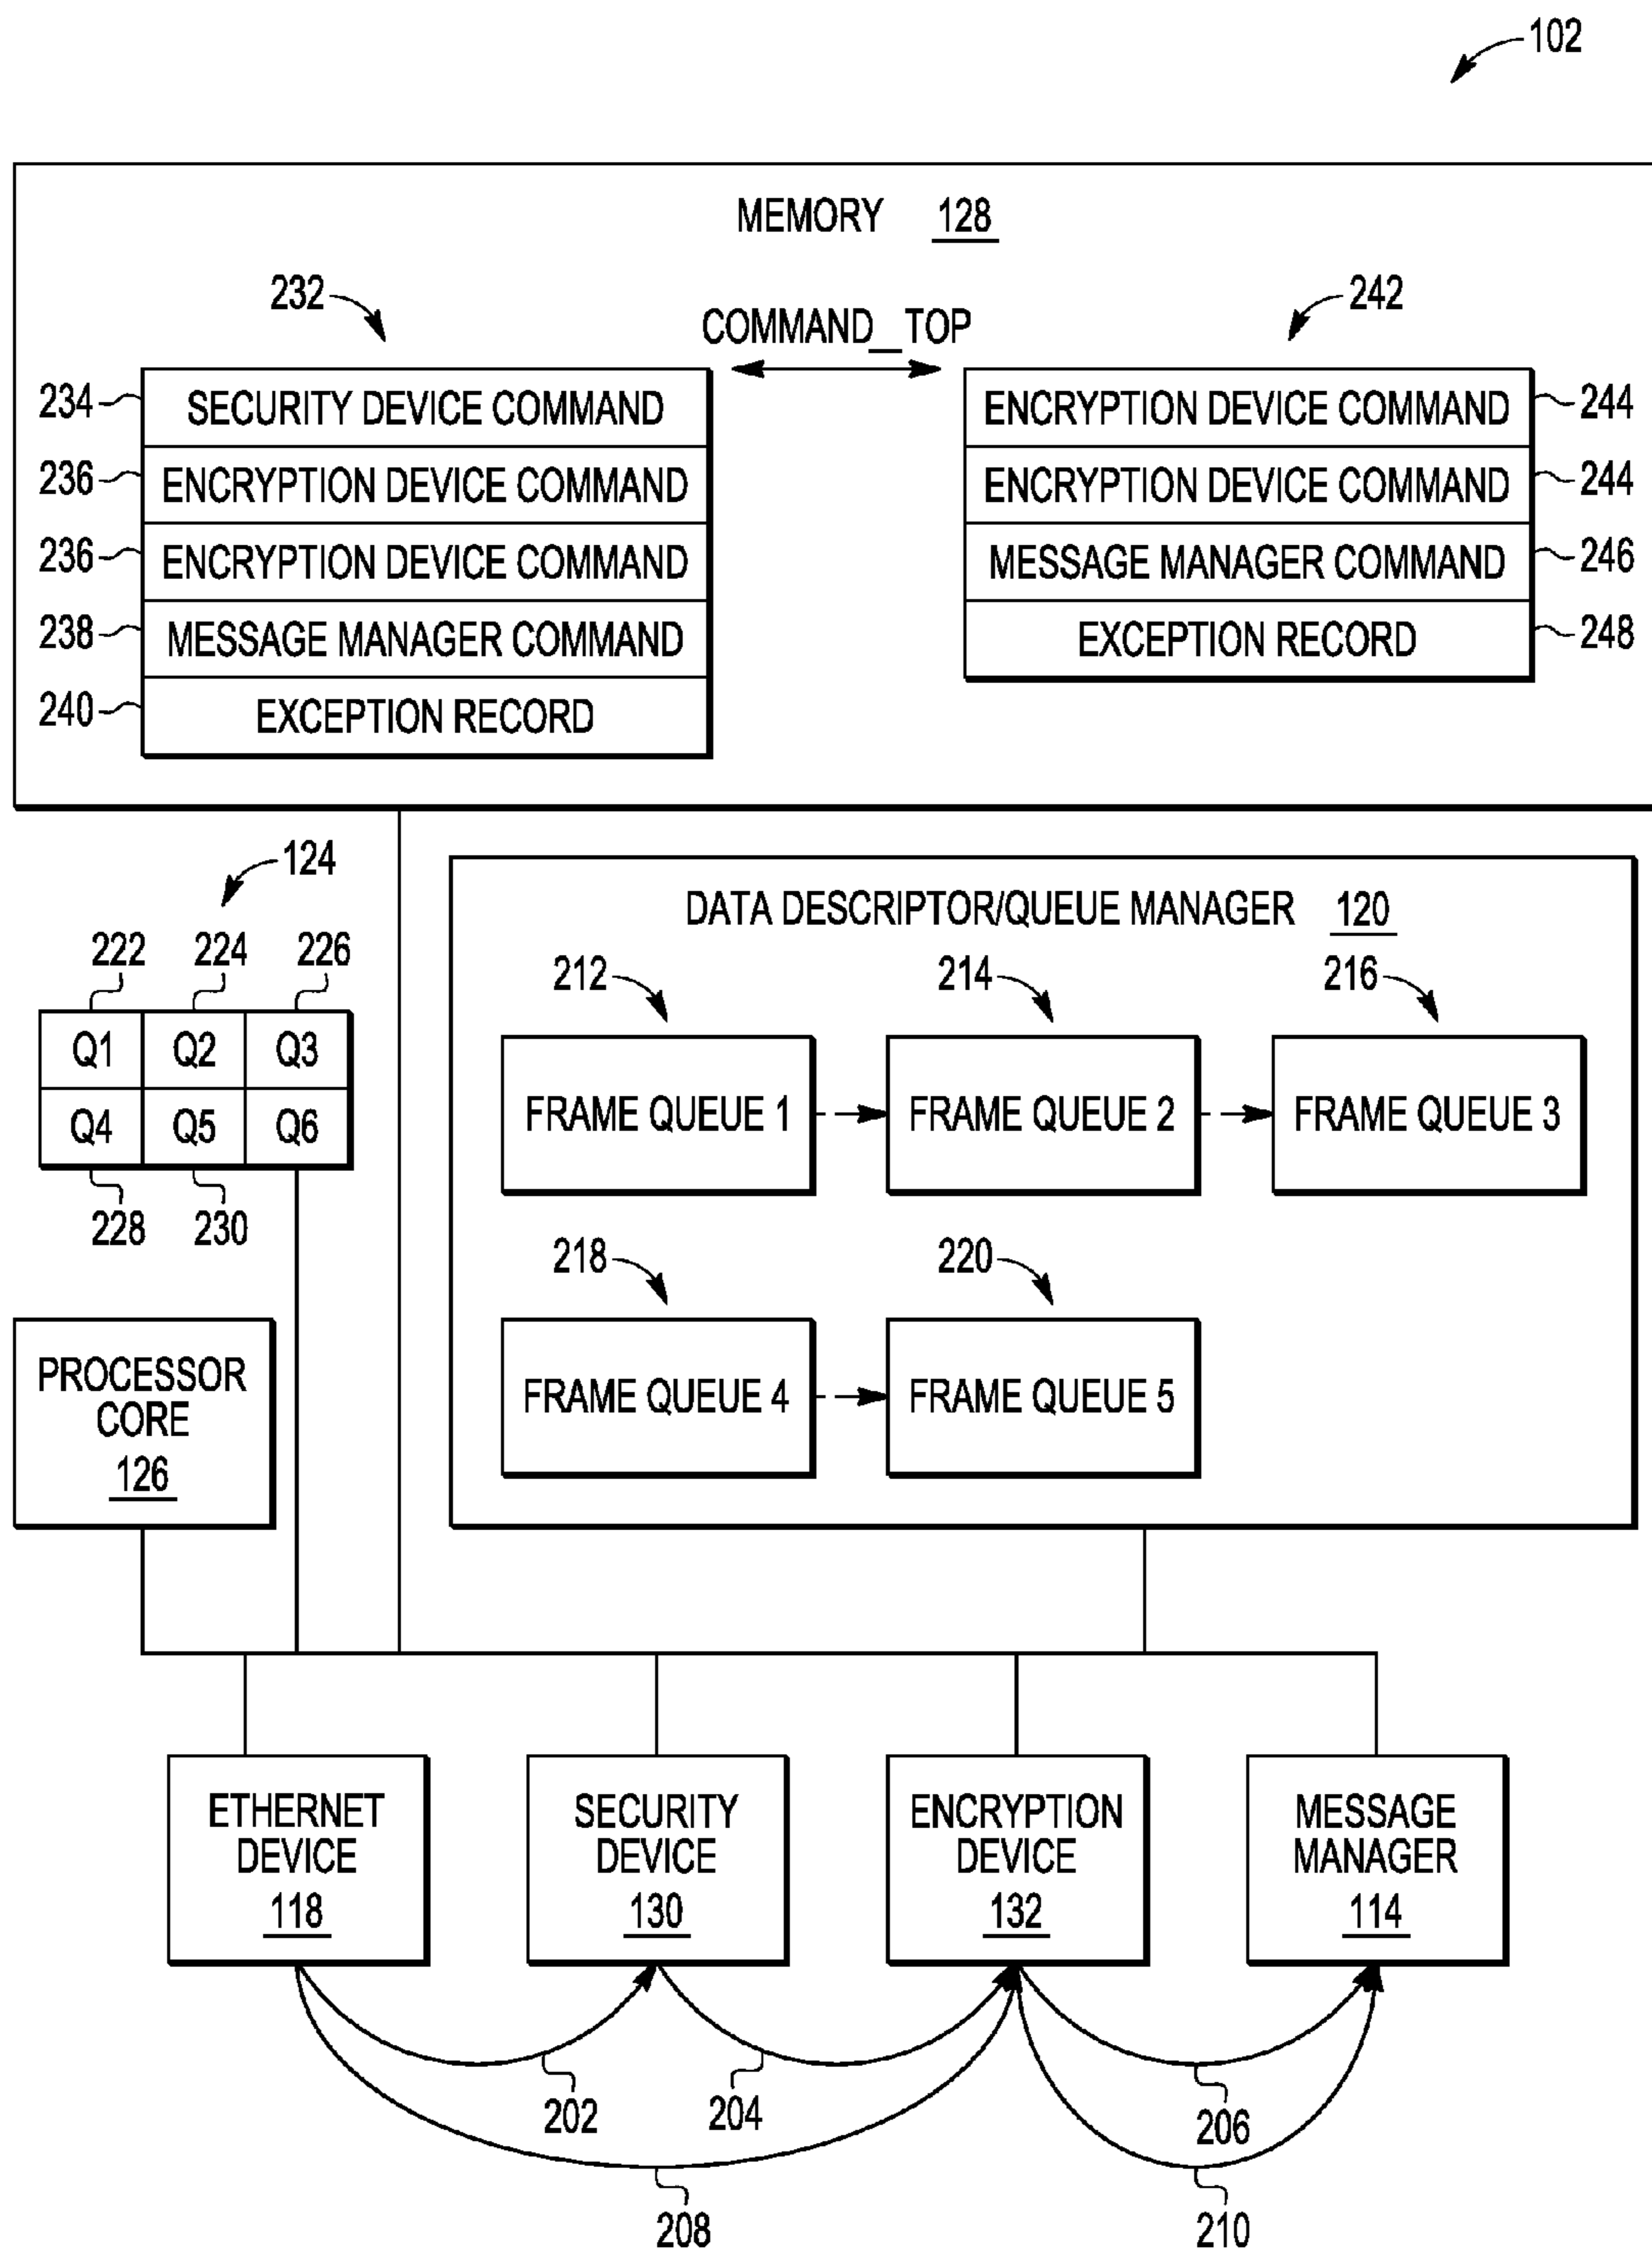 102
MEMORY 128
232
COMMAND_TOP
242
234 SECURITY DEVICE COMMAND
ENCRYPTION DEVICE COMMAND 244
236 ENCRYPTION DEVICE COMMAND
ENCRYPTION DEVICE COMMAND 244
236 ENCRYPTION DEVICE COMMAND
MESSAGE MANAGER COMMAND 246
238 MESSAGE MANAGER COMMAND
EXCEPTION RECORD 248
240 EXCEPTION RECORD
124
222 224 226
Q1 Q2 Q3
Q4 Q5 Q6
228 230
DATA DESCRIPTOR/QUEUE MANAGER 120
212 214 216
FRAME QUEUE 1 FRAME QUEUE 2 FRAME QUEUE 3
218 220
FRAME QUEUE 4 FRAME QUEUE 5
PROCESSOR
CORE
126
ETHERNET
DEVICE
118
SECURITY
DEVICE
130
ENCRYPTION
DEVICE
132
MESSAGE
MANAGER
114
202
204
206
208
210